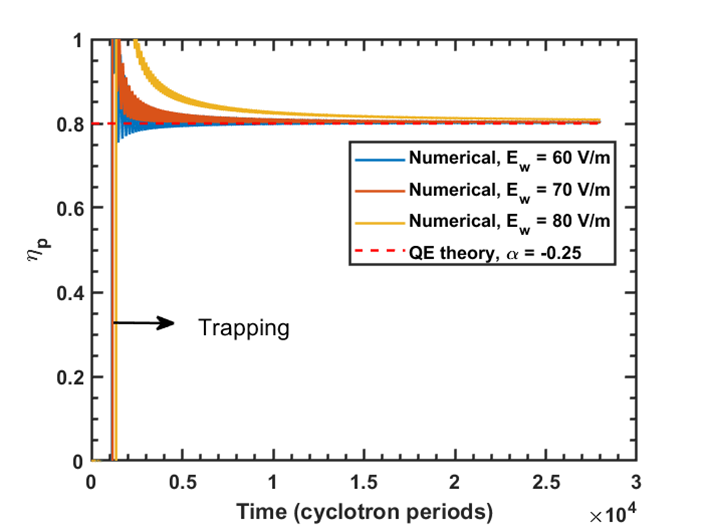 1
0.8
0.6
0.4
0.2
0
η_p
Numerical, E_w = 60 V/m
Numerical, E_w = 70 V/m
Numerical, E_w = 80 V/m
QE theory, α = -0.25
Trapping
0 0.5 1 1.5 2 2.5 3
Time (cyclotron periods)
×10^4